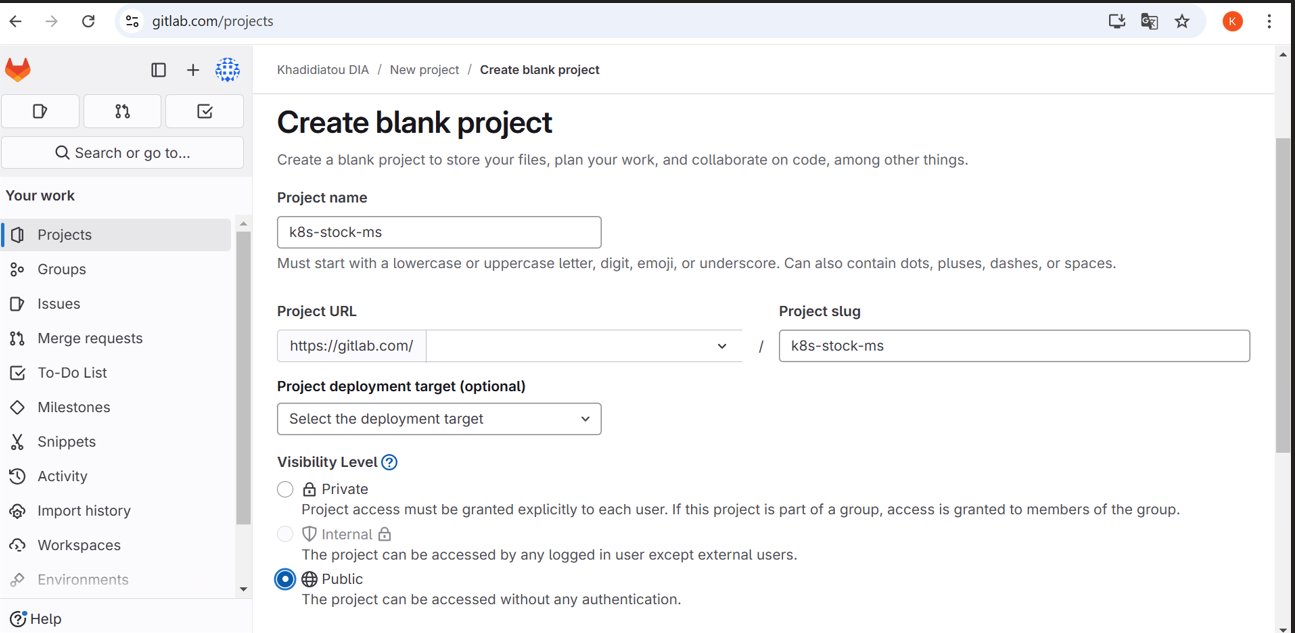 gitlab.com/projects
K
Khadidiatou DIA / New project / Create blank project
Search or go to...
Your work
Projects
Groups
Issues
Merge requests
To-Do List
Milestones
Snippets
Activity
Import history
Workspaces
Environments
Help
Create blank project
Create a blank project to store your files, plan your work, and collaborate on code, among other things.
Project name
k8s-stock-ms
Must start with a lowercase or uppercase letter, digit, emoji, or underscore. Can also contain dots, pluses, dashes, or spaces.
Project URL
https://gitlab.com/
/
Project slug
k8s-stock-ms
Project deployment target (optional)
Select the deployment target
Visibility Level ?
Private
Project access must be granted explicitly to each user. If this project is part of a group, access is granted to members of the group.
Internal
The project can be accessed by any logged in user except external users.
Public
The project can be accessed without any authentication.